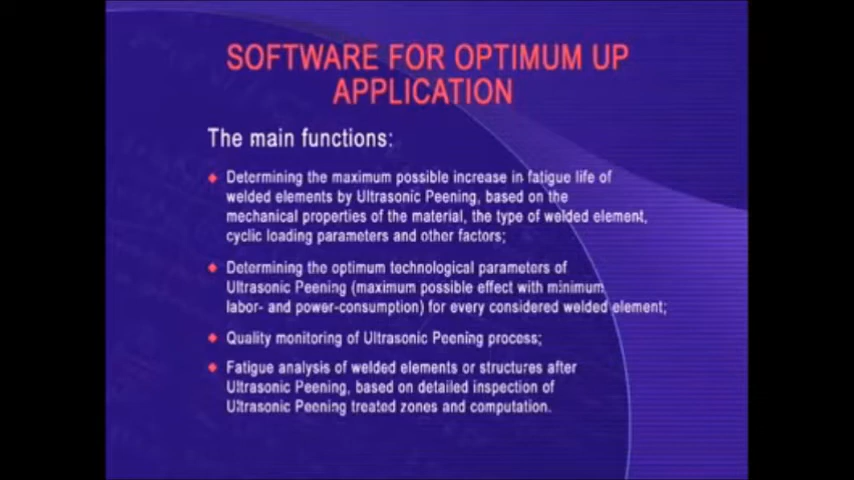 SOFTWARE FOR OPTIMUM UP
APPLICATION
The main functions:
Determining the maximum possible increase in fatigue life of
welded elements by Ultrasonic Peening, based on the
mechanical properties of the material, the type of welded element,
cyclic loading parameters and other factors;
Determining the optimum technological parameters of
Ultrasonic Peening (maximum possible effect with minimum
labor- and power-consumption) for every considered welded element;
Quality monitoring of Ultrasonic Peening process;
Fatigue analysis of welded elements or structures after
Ultrasonic Peening, based on detailed inspection of
Ultrasonic Peening treated zones and computation.